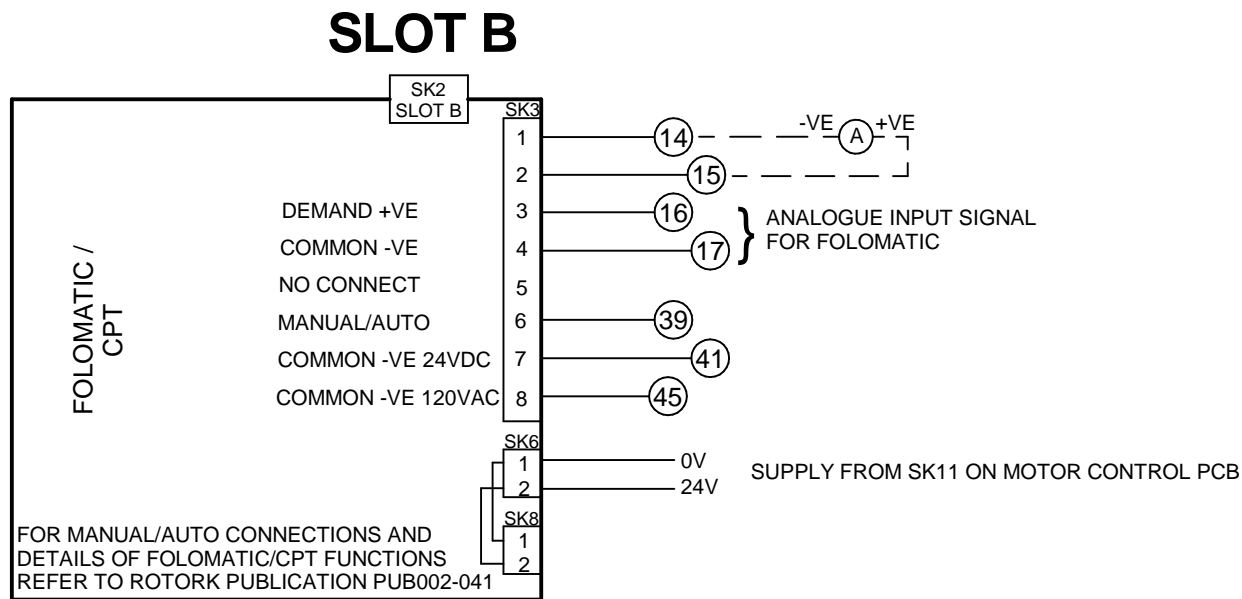 SLOT B
SK2
SLOT B
SK3
1
14
-VE
A
+VE
2
15
DEMAND +VE
3
16
ANALOGUE INPUT SIGNAL
FOR FOLOMATIC
COMMON -VE
4
17
NO CONNECT
5
MANUAL/AUTO
6
39
COMMON -VE 24VDC
7
41
COMMON -VE 120VAC
8
45
FOLOMATIC /
CPT
SK6
1
0V
2
24V
SUPPLY FROM SK11 ON MOTOR CONTROL PCB
SK8
1
2
FOR MANUAL/AUTO CONNECTIONS AND
DETAILS OF FOLOMATIC/CPT FUNCTIONS
REFER TO ROTORK PUBLICATION PUB002-041